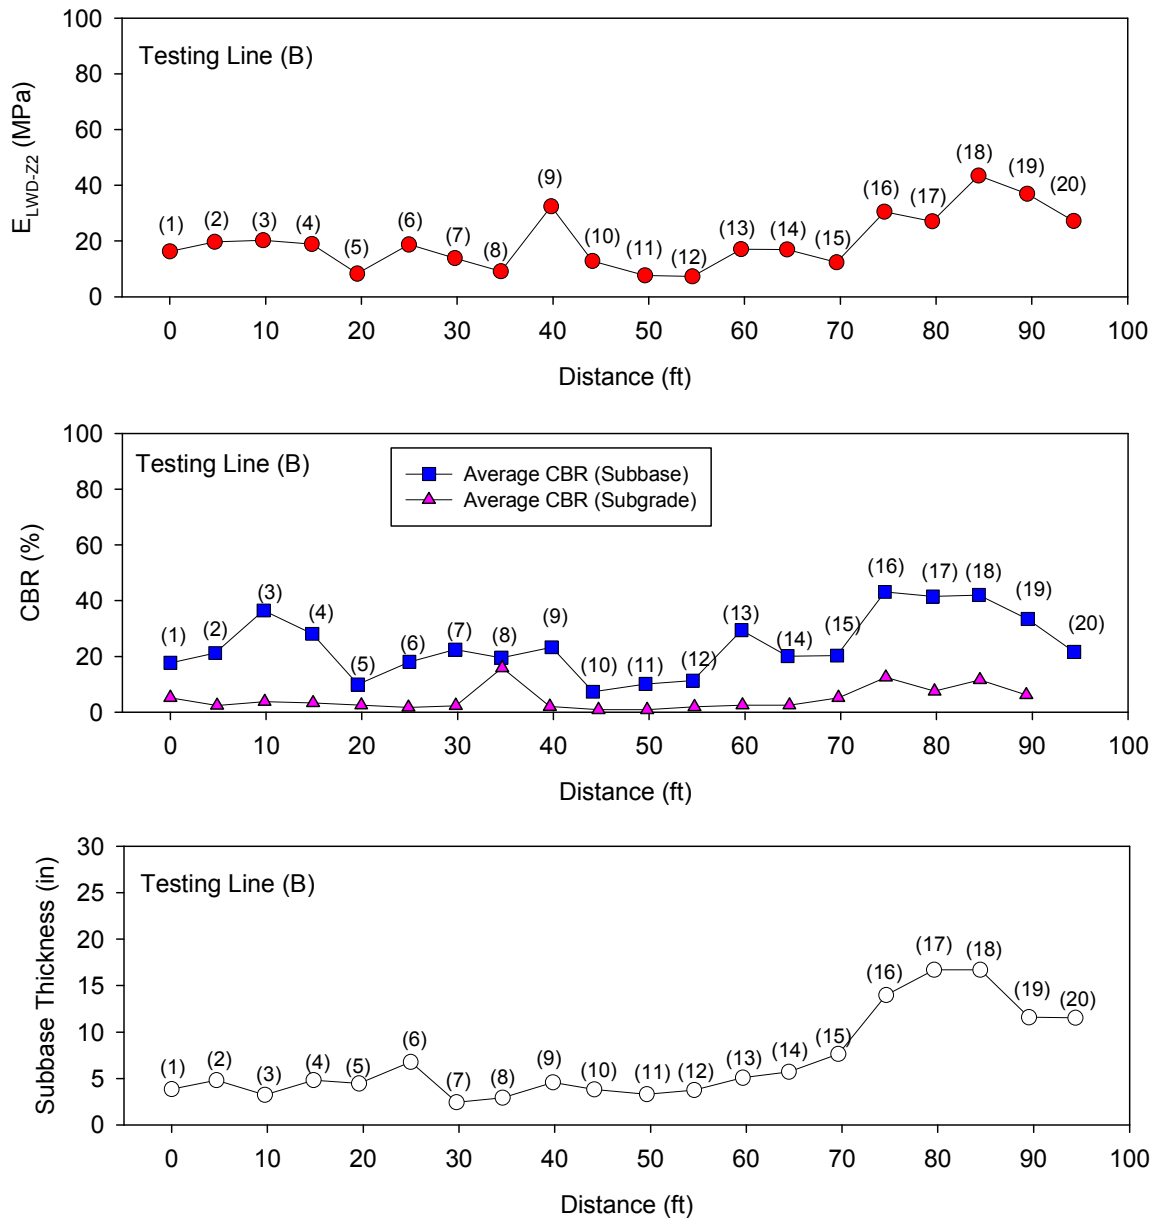 100
80
60
40
20
0
E_LWD-Z2 (MPa)
Testing Line (B)
(1) (2) (3) (4) (5) (6) (7) (8) (9) (10) (11) (12) (13) (14) (15) (16) (17) (18) (19) (20)
0 10 20 30 40 50 60 70 80 90 100
Distance (ft)
100
80
60
40
20
0
CBR (%)
Testing Line (B)
Average CBR (Subbase)
Average CBR (Subgrade)
(1) (2) (3) (4) (5) (6) (7) (8) (9) (10) (11) (12) (13) (14) (15) (16) (17) (18) (19) (20)
0 10 20 30 40 50 60 70 80 90 100
Distance (ft)
30
25
20
15
10
5
0
Subbase Thickness (in)
Testing Line (B)
(1) (2) (3) (4) (5) (6) (7) (8) (9) (10) (11) (12) (13) (14) (15) (16) (17) (18) (19) (20)
0 10 20 30 40 50 60 70 80 90 100
Distance (ft)